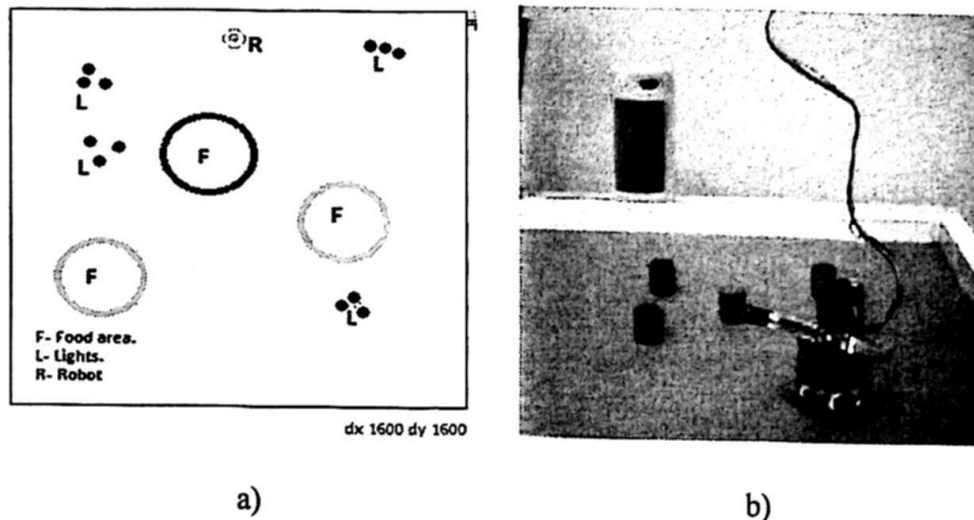 R
L
L
F
L
F
F
L
F- Food area.
L- Lights.
R- Robot
dx 1600 dy 1600
a)
b)